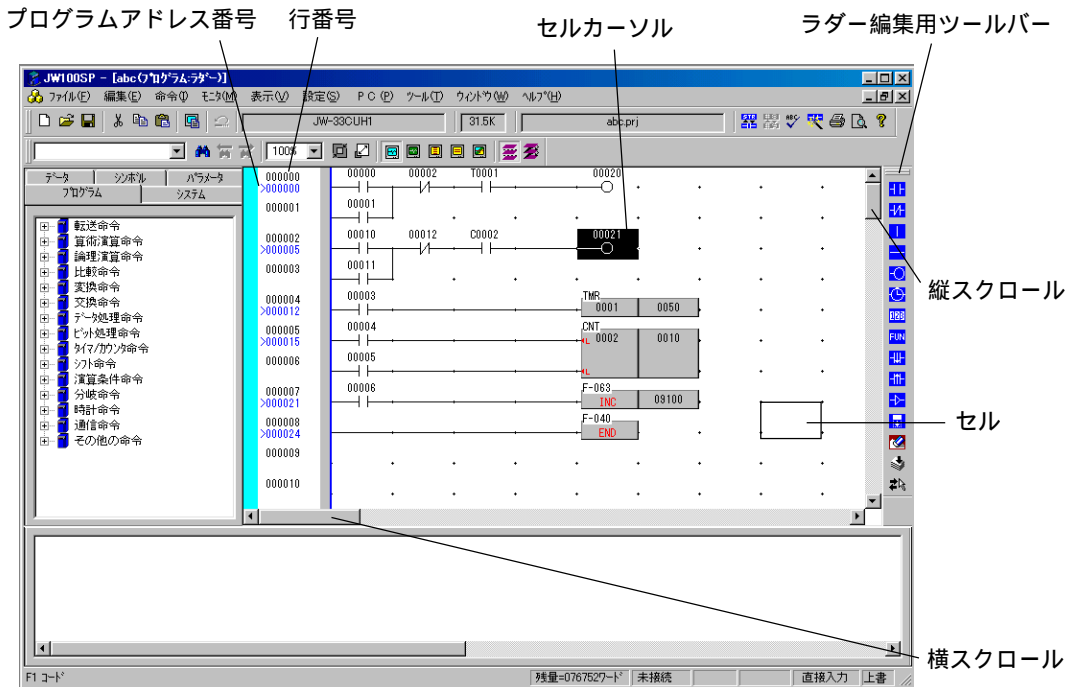 プログラムアドレス番号 行番号 セルカーソル ラダー編集用ツールバー
JW100SP - [abc(ﾌﾟﾛｸﾞﾗﾑ:ﾗﾀﾞｰ)]
ﾌｧｲﾙ(F) 編集(E) 命令(I) ﾓﾆﾀ(M) 表示(V) 設定(S) P C (P) ﾂｰﾙ(T) ｳｨﾝﾄﾞｳ(W) ﾍﾙﾌﾟ(H)
JW-33CUH1 31.5K abc.prj
100%
ﾃﾞｰﾀ ｼﾝﾎﾞﾙ ﾊﾟﾗﾒｰﾀ
ﾌﾟﾛｸﾞﾗﾑ ｼｽﾃﾑ
転送命令
算術演算命令
論理演算命令
比較命令
変換命令
交換命令
ﾃﾞｰﾀ処理命令
ﾋﾞｯﾄ処理命令
ﾀｲﾏ/ｶｳﾝﾀ命令
ｼﾌﾄ命令
演算条件命令
分岐命令
時計命令
通信命令
その他の命令
000000 00000 00002 T0001 00020
>000000
000001 00001
000002 00010 00012 C0002 00021
>000005
000003 00011
000004 00003 TMR
>000012 0001 0050
000005 00004 CNT
>000015 0002 0010
000006 00005
000007 00006 F-063
>000021 INC 09100
000008 F-040
>000024 END
000009
000010
FUN
縦スクロール
セル
横スクロール
F1 ｺｰﾄﾞ 残量=076752ﾜｰﾄﾞ 未接続 直接入力 上書